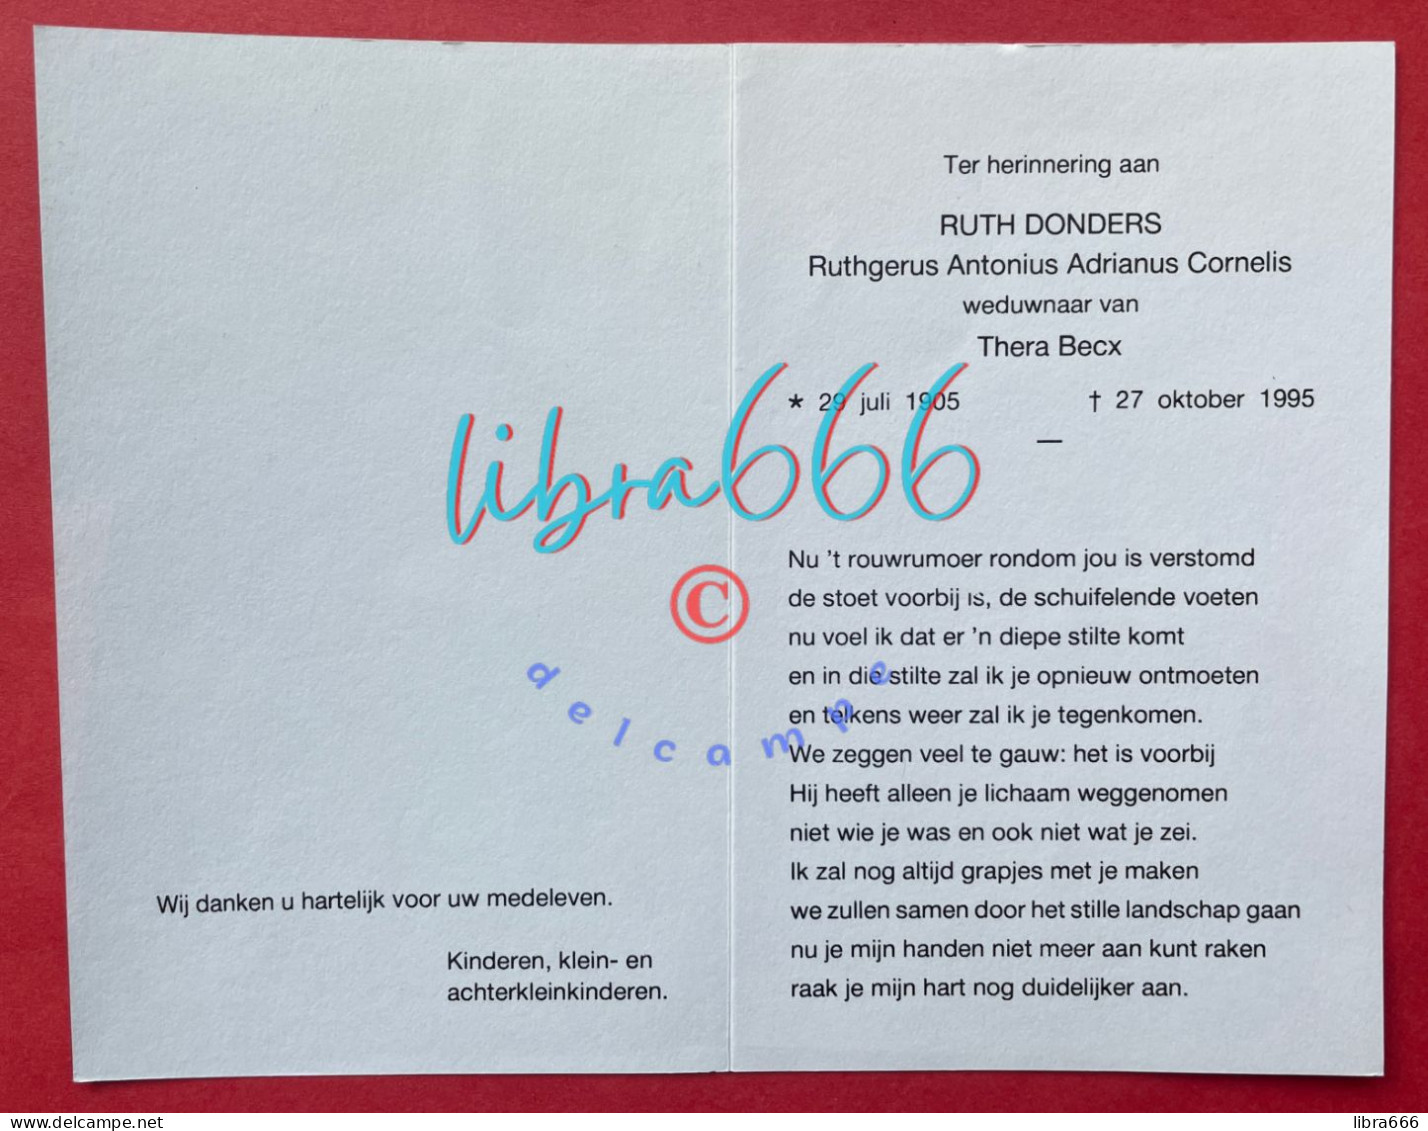 Ter herinnering aan
RUTH DONDERS
Ruthgerus Antonius Adrianus Cornelis
weduwnaar van
Thera Becx
* 29 juli 1905 † 27 oktober 1995
—
Nu 't rouwrumoer rondom jou is verstomd
de stoet voorbij is, de schuifelende voeten
nu voel ik dat er 'n diepe stilte komt
en in die stilte zal ik je opnieuw ontmoeten
en telkens weer zal ik je tegenkomen.
We zeggen veel te gauw: het is voorbij
Hij heeft alleen je lichaam weggenomen
niet wie je was en ook niet wat je zei.
Ik zal nog altijd grapjes met je maken
we zullen samen door het stille landschap gaan
nu je mijn handen niet meer aan kunt raken
raak je mijn hart nog duidelijker aan.
Wij danken u hartelijk voor uw medeleven.
Kinderen, klein- en
achterkleinkinderen.
libra666
©
delcampe
www.delcampe.net
libra666